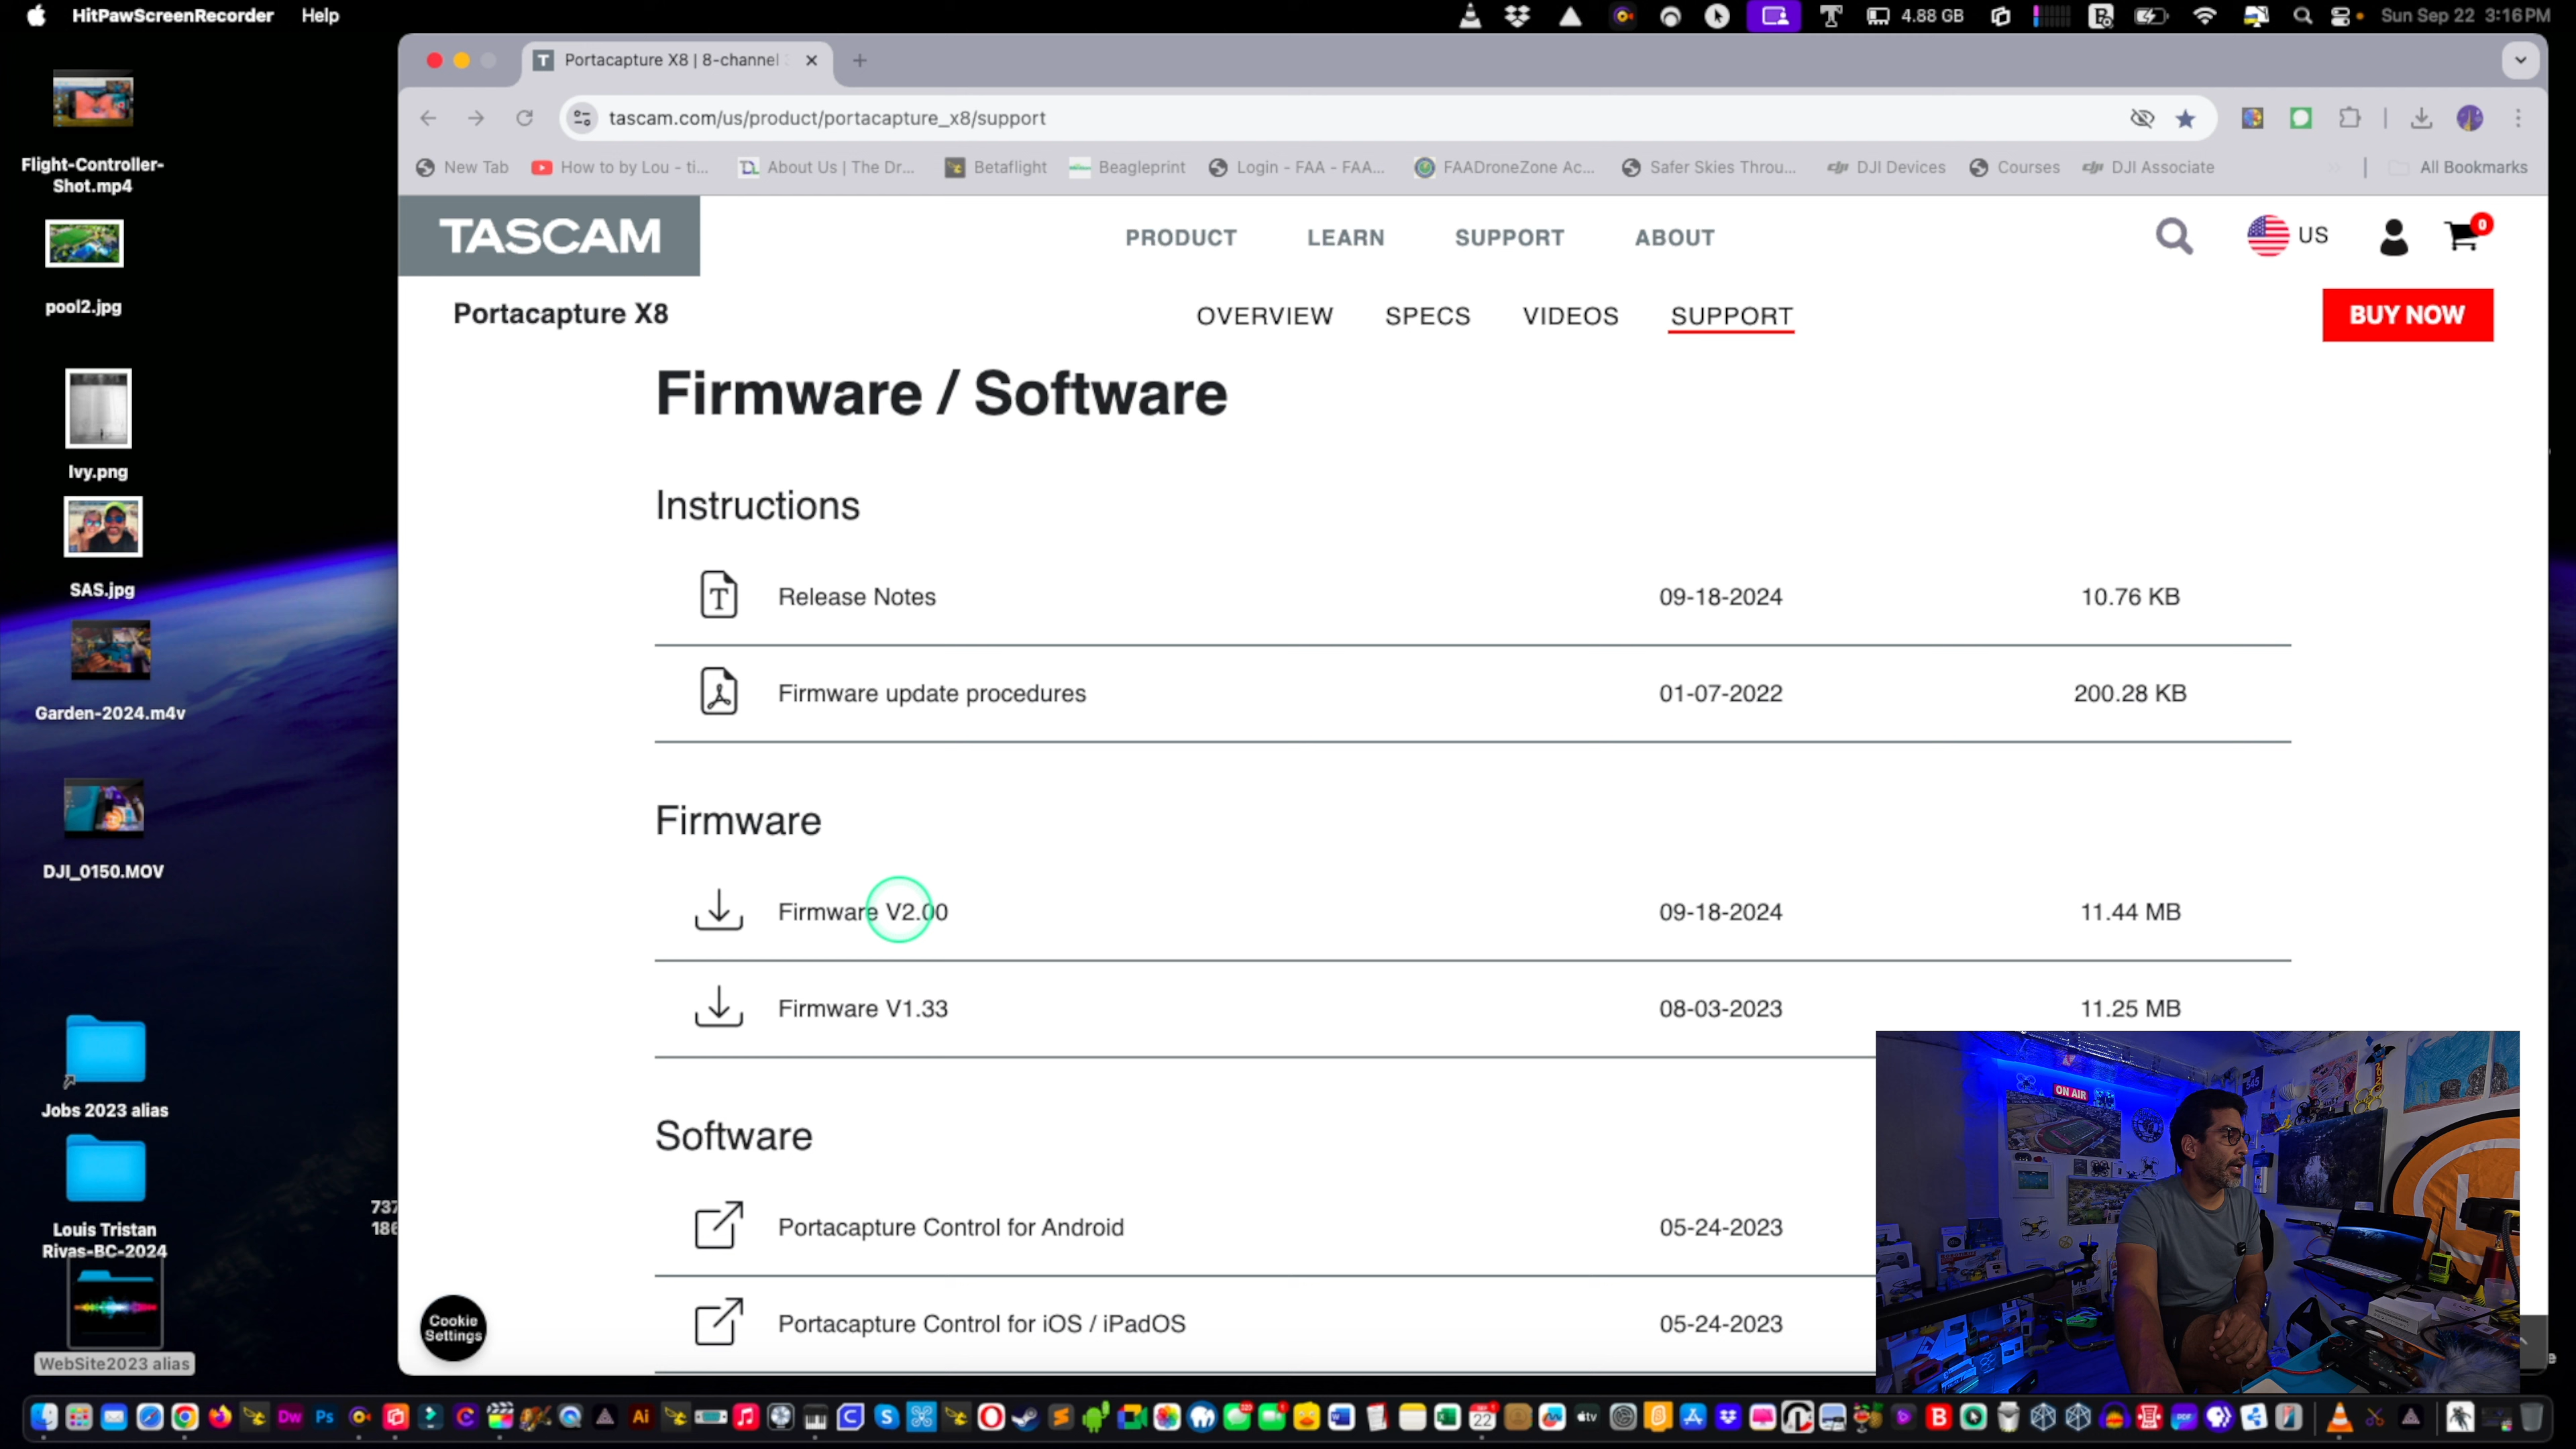 HitPawScreenRecorder Help
4.88 GB
Sun Sep 22 3:16 PM
Portacapture X8 | 8-channel
tascam.com/us/product/portacapture_x8/support
New Tab
How to by Lou - ti...
About Us | The Dr...
Betaflight
Beagleprint
Login - FAA - FAA...
FAADroneZone Ac...
Safer Skies Throu...
DJI Devices
Courses
DJI Associate
All Bookmarks
TASCAM
PRODUCT LEARN SUPPORT ABOUT
US
0
Portacapture X8
OVERVIEW SPECS VIDEOS SUPPORT
BUY NOW
Firmware / Software
Instructions
Release Notes 09-18-2024 10.76 KB
Firmware update procedures 01-07-2022 200.28 KB
Firmware
Firmware V2.00 09-18-2024 11.44 MB
Firmware V1.33 08-03-2023 11.25 MB
Software
Portacapture Control for Android 05-24-2023
Portacapture Control for iOS / iPadOS 05-24-2023
Cookie
Settings
Flight-Controller-
Shot.mp4
pool2.jpg
Ivy.png
SAS.jpg
Garden-2024.m4v
DJI_0150.MOV
Jobs 2023 alias
Louis Tristan
Rivas-BC-2024
WebSite2023 alias
737
186
ON AIR